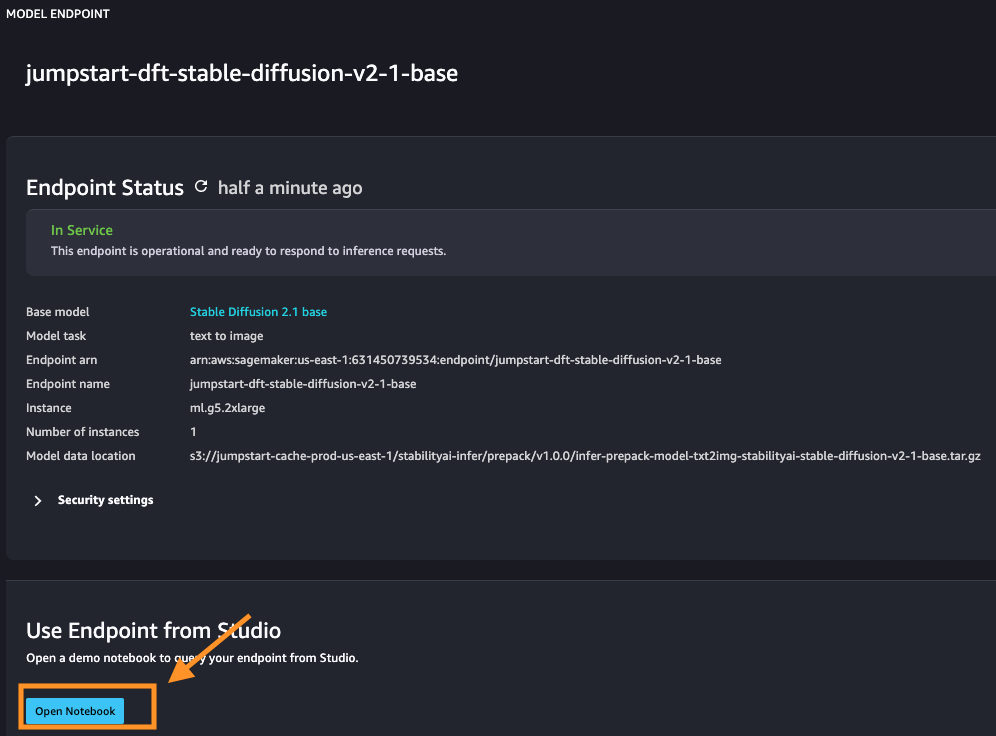 MODEL ENDPOINT
jumpstart-dft-stable-diffusion-v2-1-base
Endpoint Status half a minute ago
In Service
This endpoint is operational and ready to respond to inference requests.
Base model Stable Diffusion 2.1 base
Model task text to image
Endpoint arn arn:aws:sagemaker:us-east-1:631450739534:endpoint/jumpstart-dft-stable-diffusion-v2-1-base
Endpoint name jumpstart-dft-stable-diffusion-v2-1-base
Instance ml.g5.2xlarge
Number of instances 1
Model data location s3://jumpstart-cache-prod-us-east-1/stabilityai-infer/prepack/v1.0.0/infer-prepack-model-txt2img-stabilityai-stable-diffusion-v2-1-base.tar.gz
Security settings
Use Endpoint from Studio
Open a demo notebook to query your endpoint from Studio.
Open Notebook